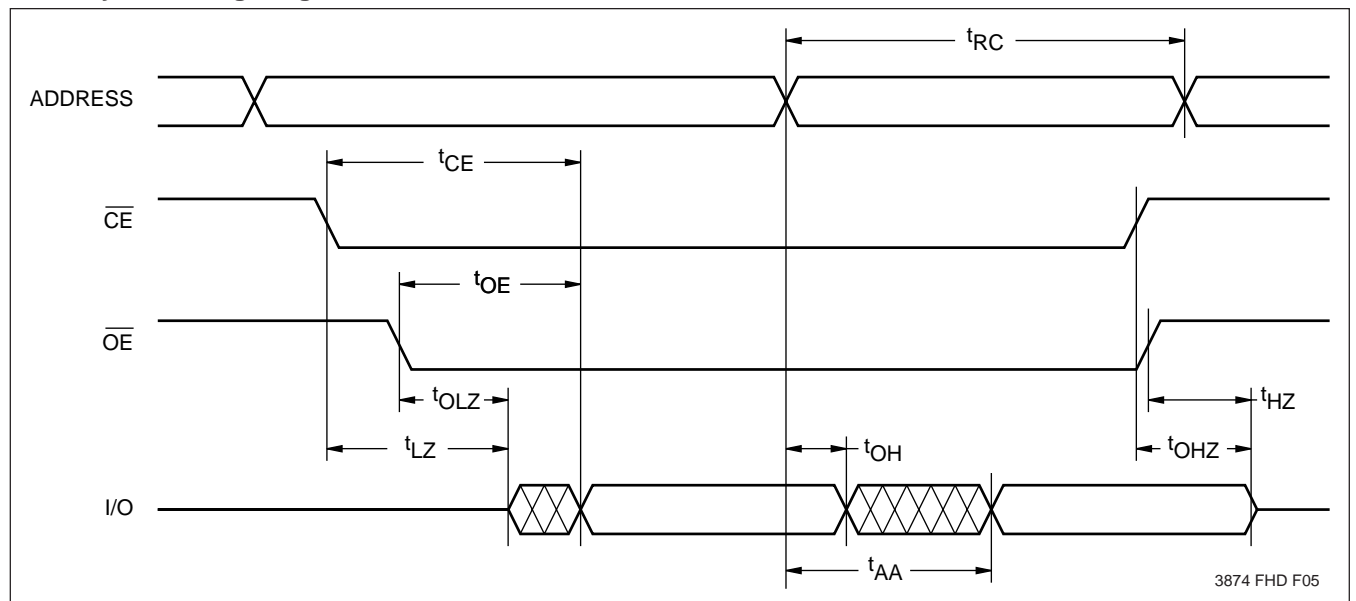 tRC
ADDRESS
tCE
CE
tOE
OE
tOLZ
tHZ
tLZ
tOH
tOHZ
I/O
tAA
3874 FHD F05